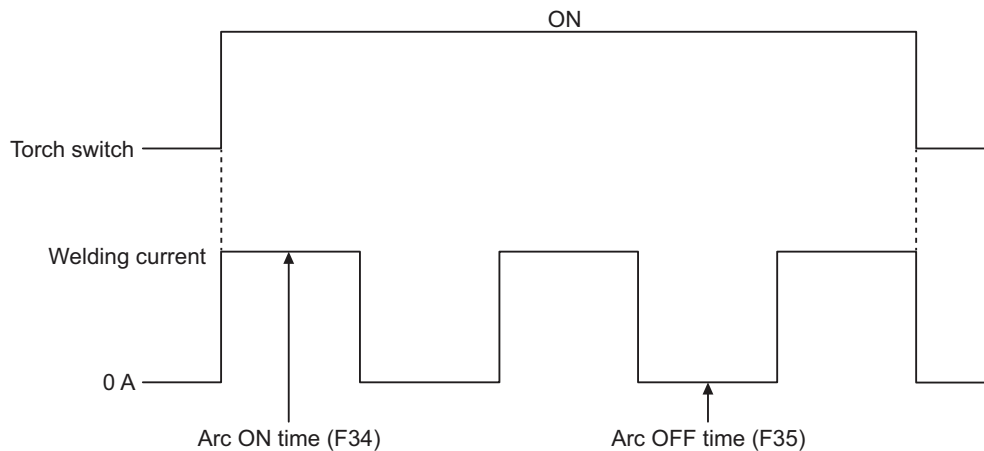 ON
Torch switch
Welding current
0 A
Arc ON time (F34)
Arc OFF time (F35)